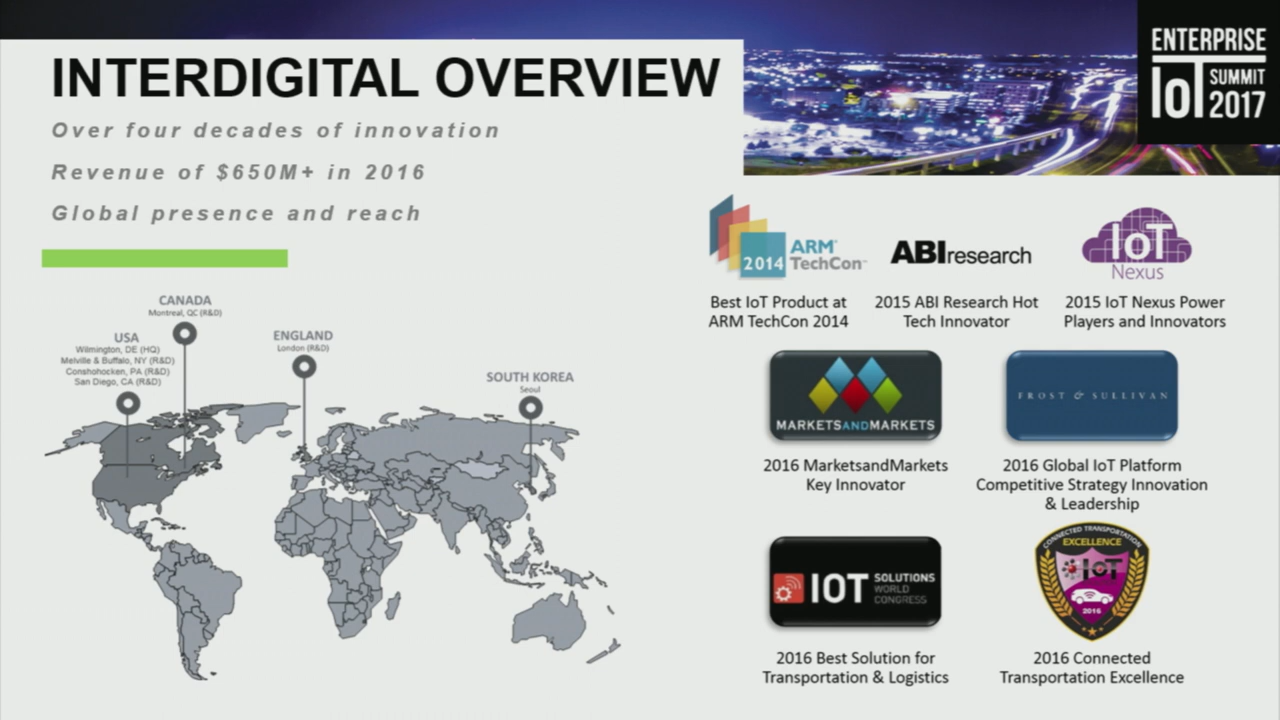 INTERDIGITAL OVERVIEW
Over four decades of innovation
Revenue of $650M+ in 2016
Global presence and reach
ENTERPRISE
IoT SUMMIT
2017
CANADA
Montreal, QC (R&D)
USA
Wilmington, DE (HQ)
Melville & Buffalo, NY (R&D)
Conshohocken, PA (R&D)
San Diego, CA (R&D)
ENGLAND
London (R&D)
SOUTH KOREA
Seoul
2014
ARM®
TechCon™
Best IoT Product at
ARM TechCon 2014
ABIresearch
2015 ABI Research Hot
Tech Innovator
IoT
Nexus
2015 IoT Nexus Power
Players and Innovators
MARKETSANDMARKETS
2016 MarketsandMarkets
Key Innovator
FROST & SULLIVAN
2016 Global IoT Platform
Competitive Strategy Innovation
& Leadership
IOT SOLUTIONS
WORLD
CONGRESS
2016 Best Solution for
Transportation & Logistics
CONNECTED TRANSPORTATION
EXCELLENCE
IoT
2016
2016 Connected
Transportation Excellence